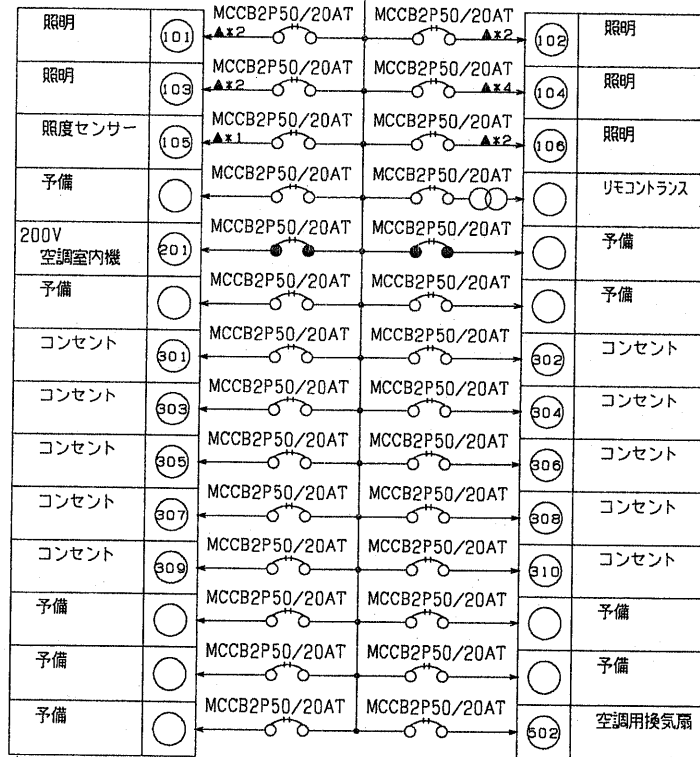 照明 101 MCCB2P50/20AT ▲*2 MCCB2P50/20AT ▲*2 102 照明
照明 103 MCCB2P50/20AT ▲*2 MCCB2P50/20AT ▲*4 104 照明
照度センサー 105 MCCB2P50/20AT ▲*1 MCCB2P50/20AT ▲*2 106 照明
予備 MCCB2P50/20AT MCCB2P50/20AT リモコントランス
200V
空調室内機 201 MCCB2P50/20AT MCCB2P50/20AT 予備
予備 MCCB2P50/20AT MCCB2P50/20AT 予備
コンセント 301 MCCB2P50/20AT MCCB2P50/20AT 302 コンセント
コンセント 303 MCCB2P50/20AT MCCB2P50/20AT 304 コンセント
コンセント 305 MCCB2P50/20AT MCCB2P50/20AT 306 コンセント
コンセント 307 MCCB2P50/20AT MCCB2P50/20AT 308 コンセント
コンセント 309 MCCB2P50/20AT MCCB2P50/20AT 310 コンセント
予備 MCCB2P50/20AT MCCB2P50/20AT 予備
予備 MCCB2P50/20AT MCCB2P50/20AT 予備
予備 MCCB2P50/20AT MCCB2P50/20AT 502 空調用換気扇